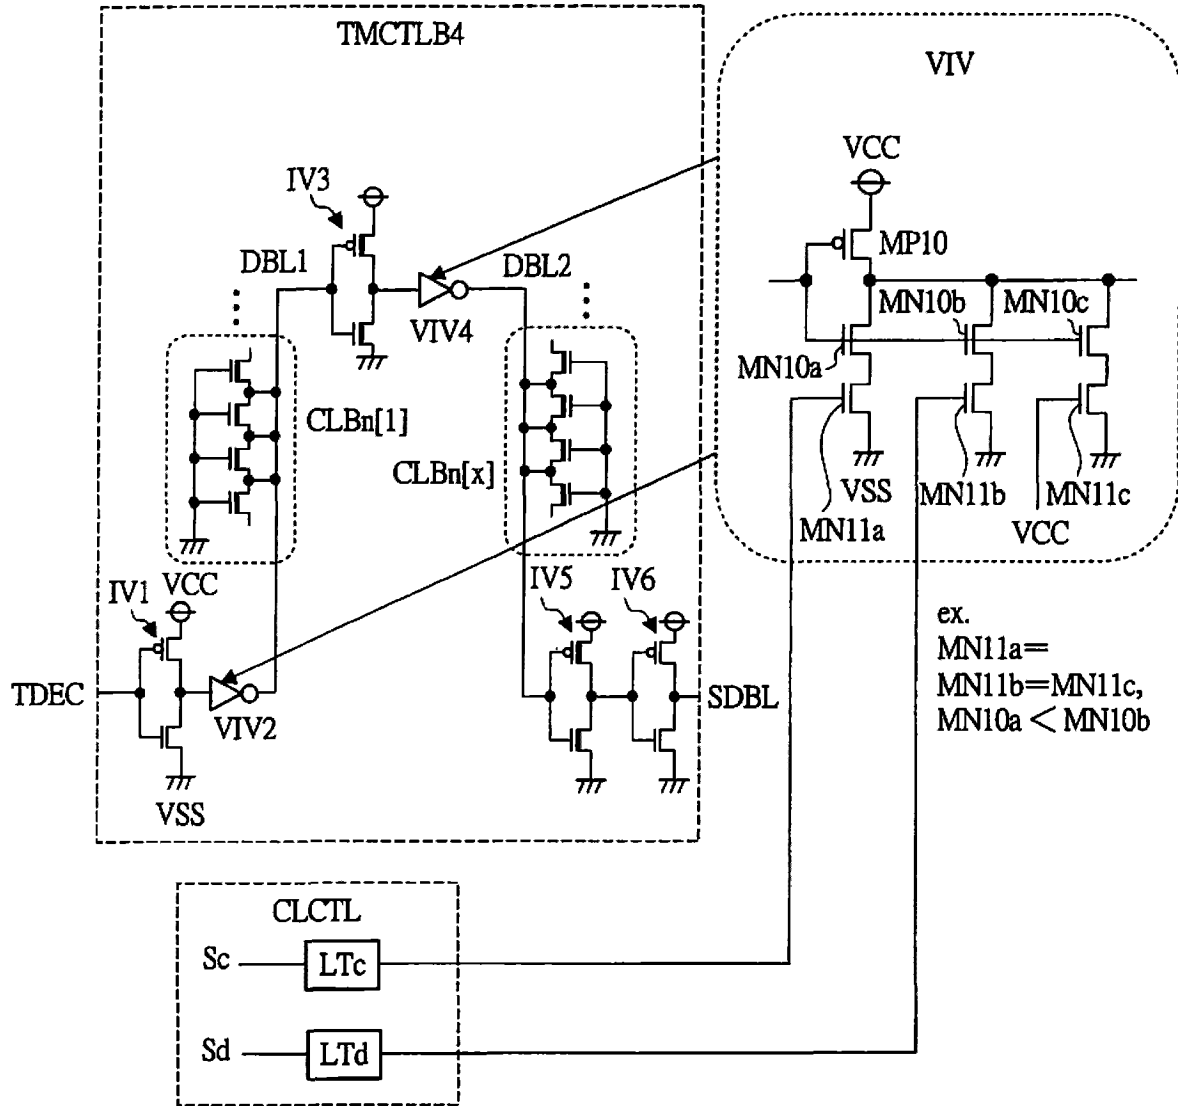 TMCTLB4
VIV
VCC
IV3
MP10
DBL1
DBL2
MN10b
MN10c
VIV4
MN10a
CLBn[1]
CLBn[x]
VSS
MN11b
MN11c
MN11a
VCC
IV1
VCC
IV5
IV6
ex.
MN11a=
MN11b=MN11c,
MN10a < MN10b
TDEC
VIV2
SDBL
VSS
CLCTL
Sc
LTc
Sd
LTd